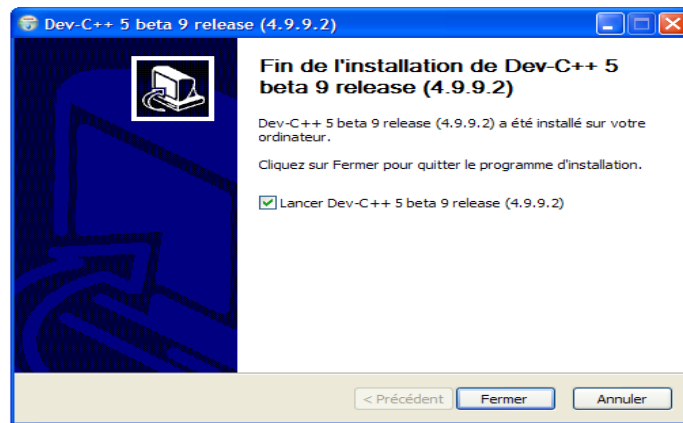 Dev-C++ 5 beta 9 release (4.9.9.2)
Fin de l'installation de Dev-C++ 5
beta 9 release (4.9.9.2)
Dev-C++ 5 beta 9 release (4.9.9.2) a été installé sur votre
ordinateur.
Cliquez sur Fermer pour quitter le programme d'installation.
Lancer Dev-C++ 5 beta 9 release (4.9.9.2)
< Précédent Fermer Annuler